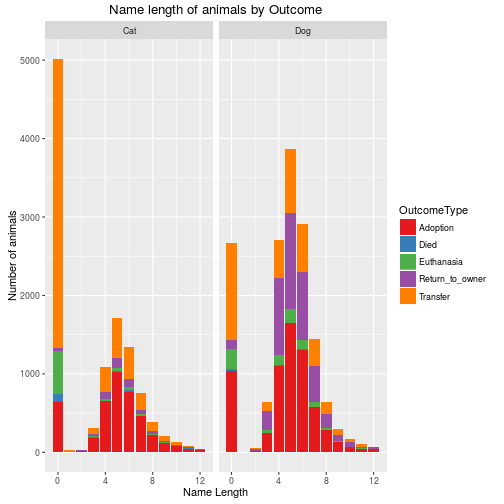 Name length of animals by Outcome
Cat
Dog
5000
4000
3000
2000
1000
0
Number of animals
0 4 8 12
0 4 8 12
Name Length
OutcomeType
Adoption
Died
Euthanasia
Return_to_owner
Transfer